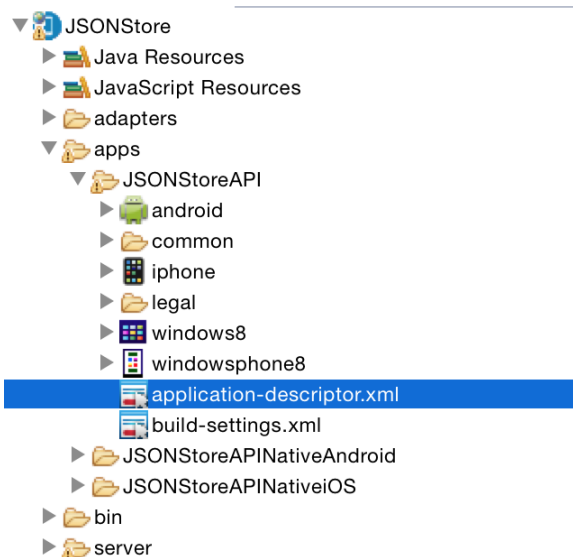 JSONStore
Java Resources
JavaScript Resources
adapters
apps
JSONStoreAPI
android
common
iphone
legal
windows8
windowsphone8
application-descriptor.xml
build-settings.xml
JSONStoreAPINativeAndroid
JSONStoreAPINativeiOS
bin
server